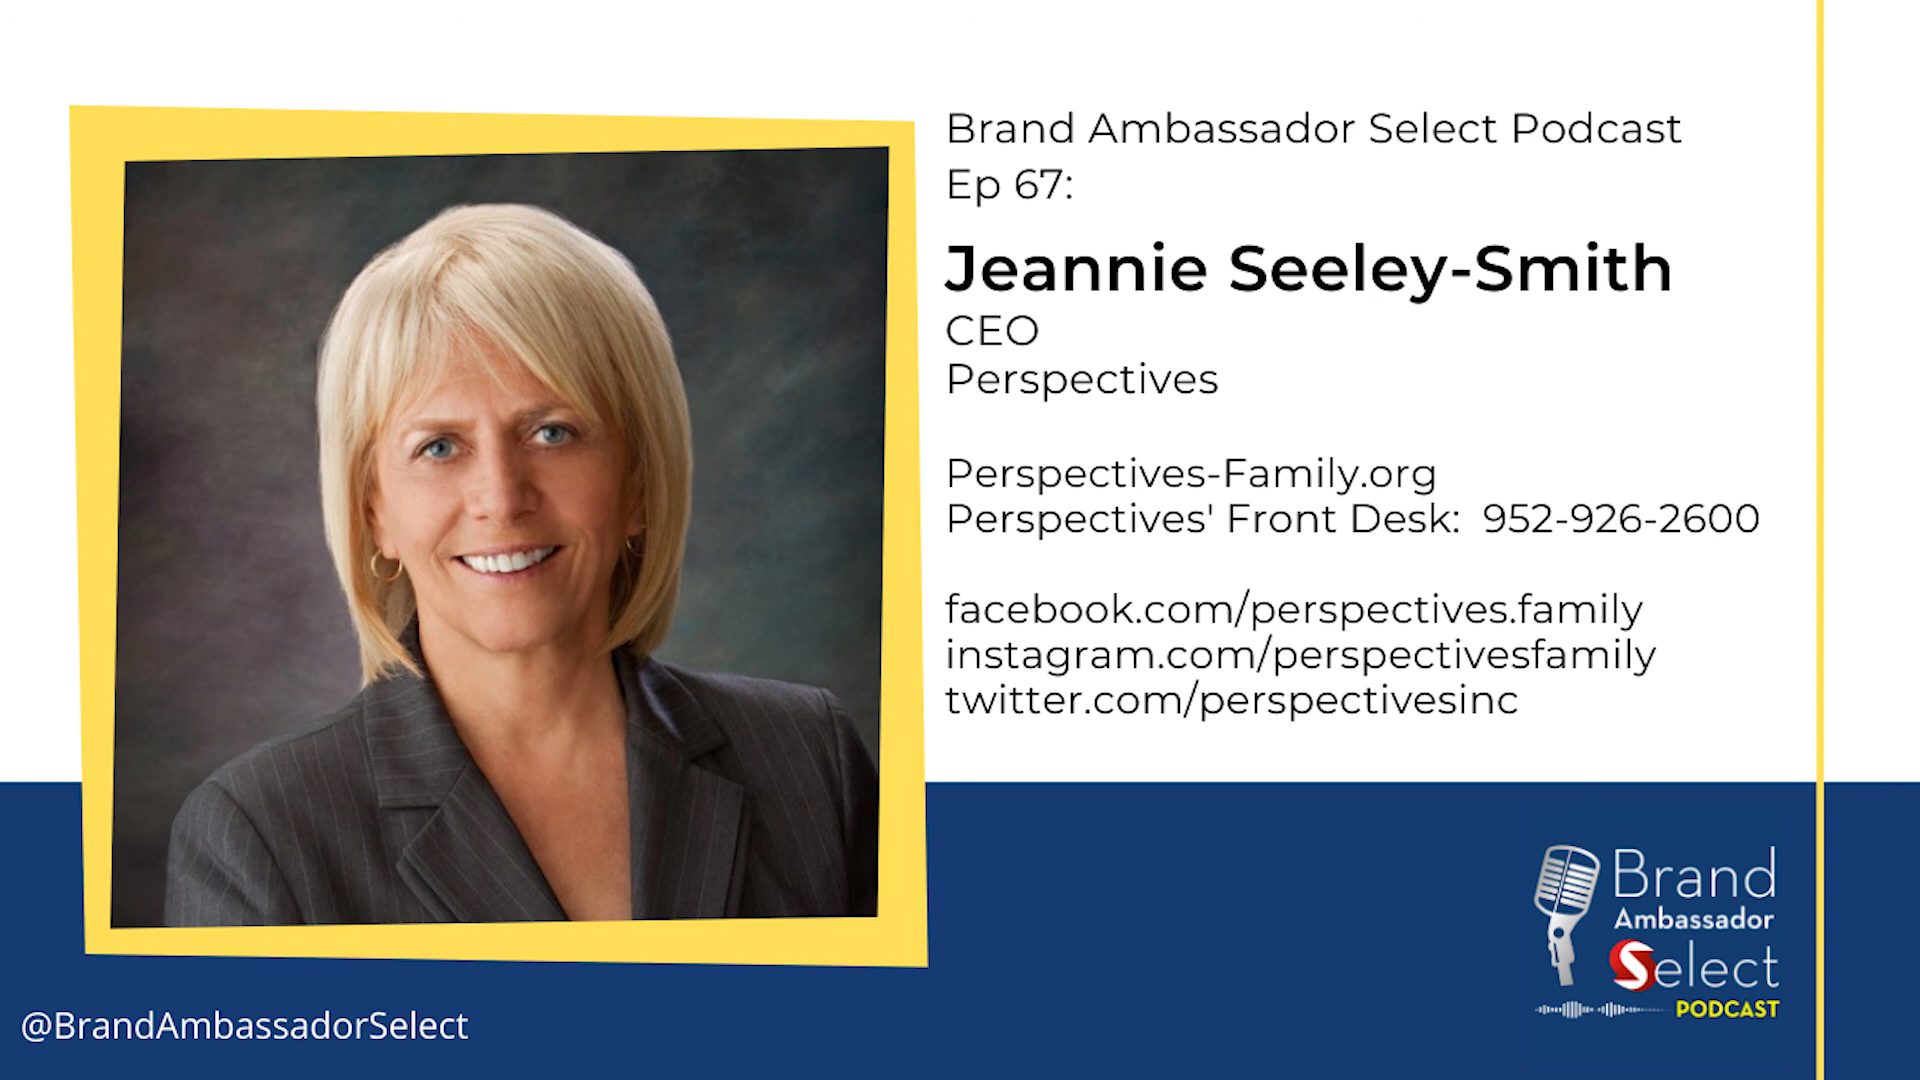 Brand Ambassador Select Podcast
Ep 67:
Jeannie Seeley-Smith
CEO
Perspectives
Perspectives-Family.org
Perspectives' Front Desk: 952-926-2600
facebook.com/perspectives.family
instagram.com/perspectivesfamily
twitter.com/perspectivesinc
Brand
Ambassador
Select
PODCAST
@BrandAmbassadorSelect